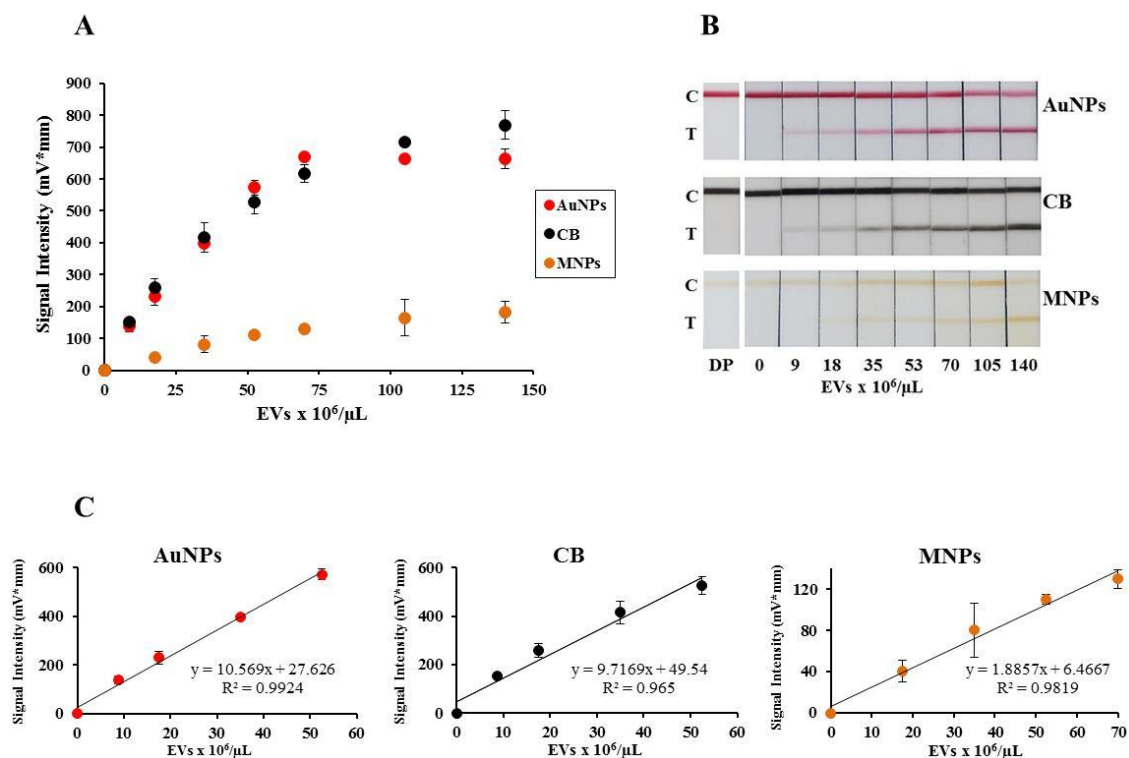 A
Signal Intensity (mV*mm)
900
800
700
600
500
400
300
200
100
0
0 25 50 75 100 125 150
EVs x 10⁶/µL
AuNPs
CB
MNPs
B
C
T
AuNPs
C
T
CB
C
T
MNPs
DP 0 9 18 35 53 70 105 140
EVs x 10⁶/µL
C
AuNPs
Signal Intensity (mV*mm)
600
400
200
0
y = 10.569x + 27.626
R² = 0.9924
0 10 20 30 40 50 60
EVs x 10⁶/µL
CB
Signal Intensity (mV*mm)
600
400
200
0
y = 9.7169x + 49.54
R² = 0.965
0 10 20 30 40 50 60
EVs x 10⁶/µL
MNPs
Signal Intensity (mV*mm)
120
80
40
0
y = 1.8857x + 6.4667
R² = 0.9819
0 10 20 30 40 50 60 70
EVs x 10⁶/µL